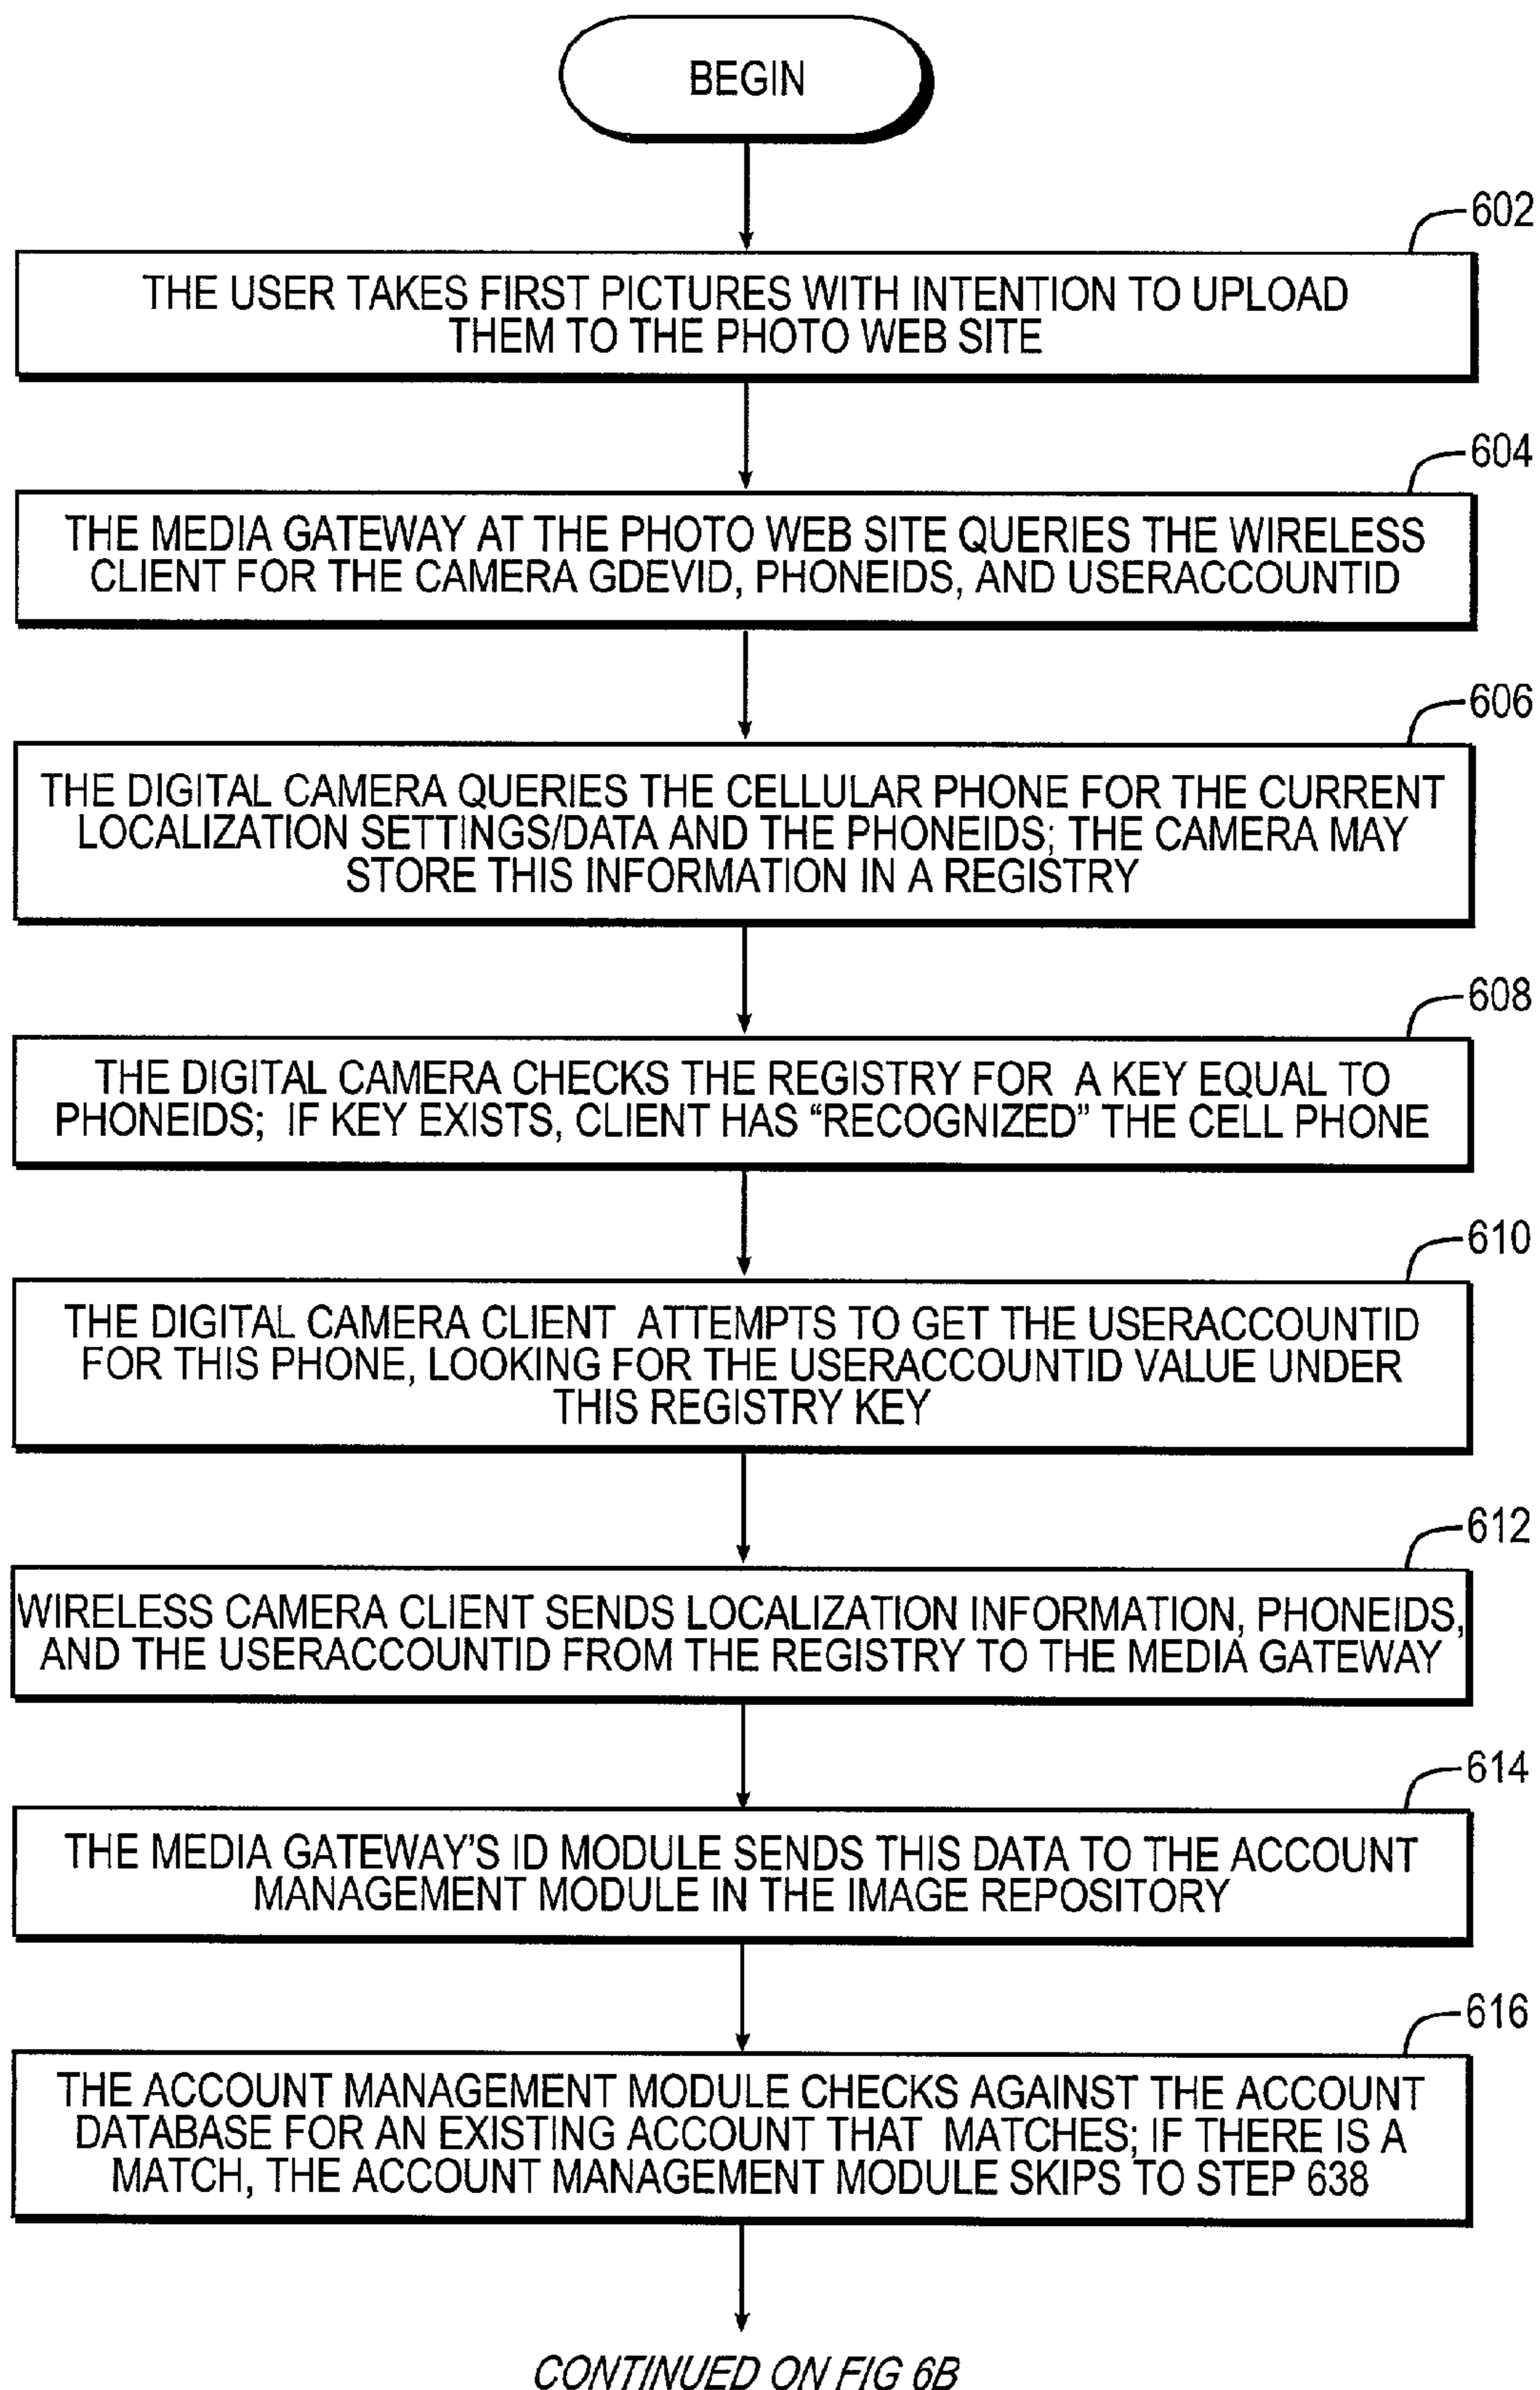 BEGIN
602
THE USER TAKES FIRST PICTURES WITH INTENTION TO UPLOAD
THEM TO THE PHOTO WEB SITE
604
THE MEDIA GATEWAY AT THE PHOTO WEB SITE QUERIES THE WIRELESS
CLIENT FOR THE CAMERA GDEVID, PHONEIDS, AND USERACCOUNTID
606
THE DIGITAL CAMERA QUERIES THE CELLULAR PHONE FOR THE CURRENT
LOCALIZATION SETTINGS/DATA AND THE PHONEIDS; THE CAMERA MAY
STORE THIS INFORMATION IN A REGISTRY
608
THE DIGITAL CAMERA CHECKS THE REGISTRY FOR A KEY EQUAL TO
PHONEIDS; IF KEY EXISTS, CLIENT HAS “RECOGNIZED” THE CELL PHONE
610
THE DIGITAL CAMERA CLIENT ATTEMPTS TO GET THE USERACCOUNTID
FOR THIS PHONE, LOOKING FOR THE USERACCOUNTID VALUE UNDER
THIS REGISTRY KEY
612
WIRELESS CAMERA CLIENT SENDS LOCALIZATION INFORMATION, PHONEIDS,
AND THE USERACCOUNTID FROM THE REGISTRY TO THE MEDIA GATEWAY
614
THE MEDIA GATEWAY’S ID MODULE SENDS THIS DATA TO THE ACCOUNT
MANAGEMENT MODULE IN THE IMAGE REPOSITORY
616
THE ACCOUNT MANAGEMENT MODULE CHECKS AGAINST THE ACCOUNT
DATABASE FOR AN EXISTING ACCOUNT THAT MATCHES; IF THERE IS A
MATCH, THE ACCOUNT MANAGEMENT MODULE SKIPS TO STEP 638
CONTINUED ON FIG 6B